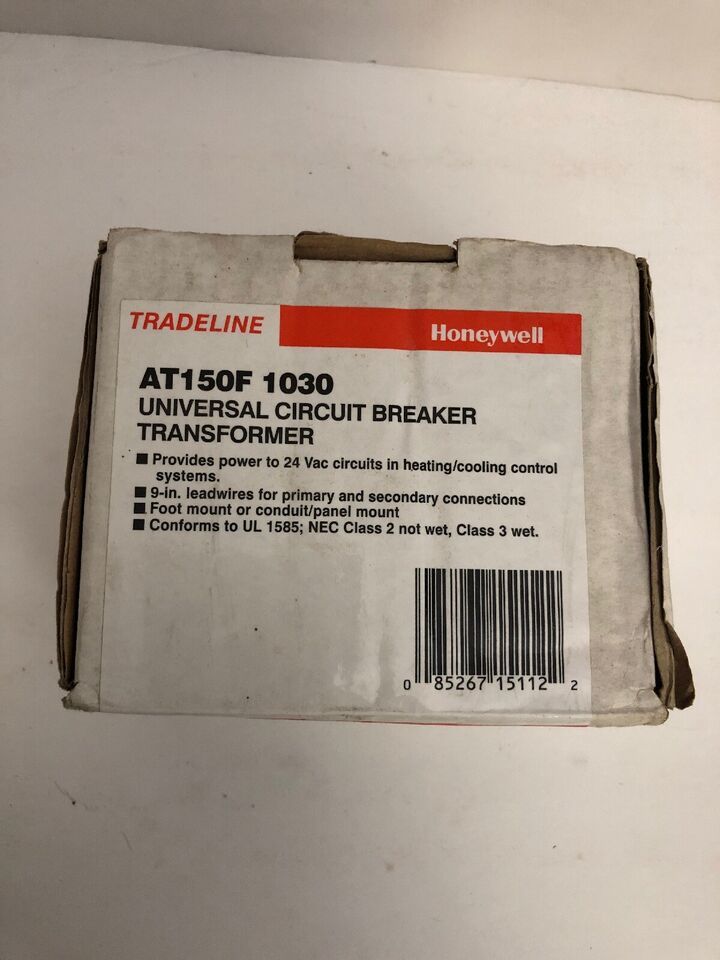 TRADELINE
Honeywell
AT150F 1030
UNIVERSAL CIRCUIT BREAKER
TRANSFORMER
■ Provides power to 24 Vac circuits in heating/cooling control
systems.
■ 9-in. leadwires for primary and secondary connections
■ Foot mount or conduit/panel mount
■ Conforms to UL 1585; NEC Class 2 not wet, Class 3 wet.
0 85267 15112 2